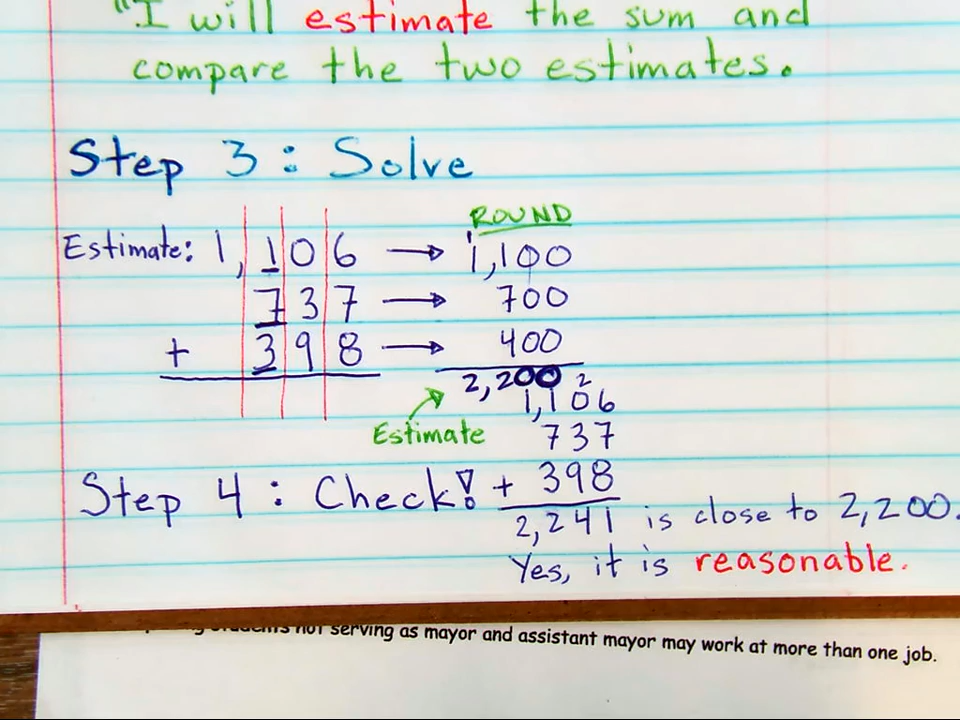 "I will estimate the sum and
compare the two estimates.
Step 3 : Solve
ROUND
Estimate: 1,106 → 1,100
737 → 700
+ 398 → 400
2,200
Estimate
2
1,106
737
Step 4 : Check! + 398
2,241 is close to 2,200.
Yes, it is reasonable.
not serving as mayor and assistant mayor may work at more than one job.